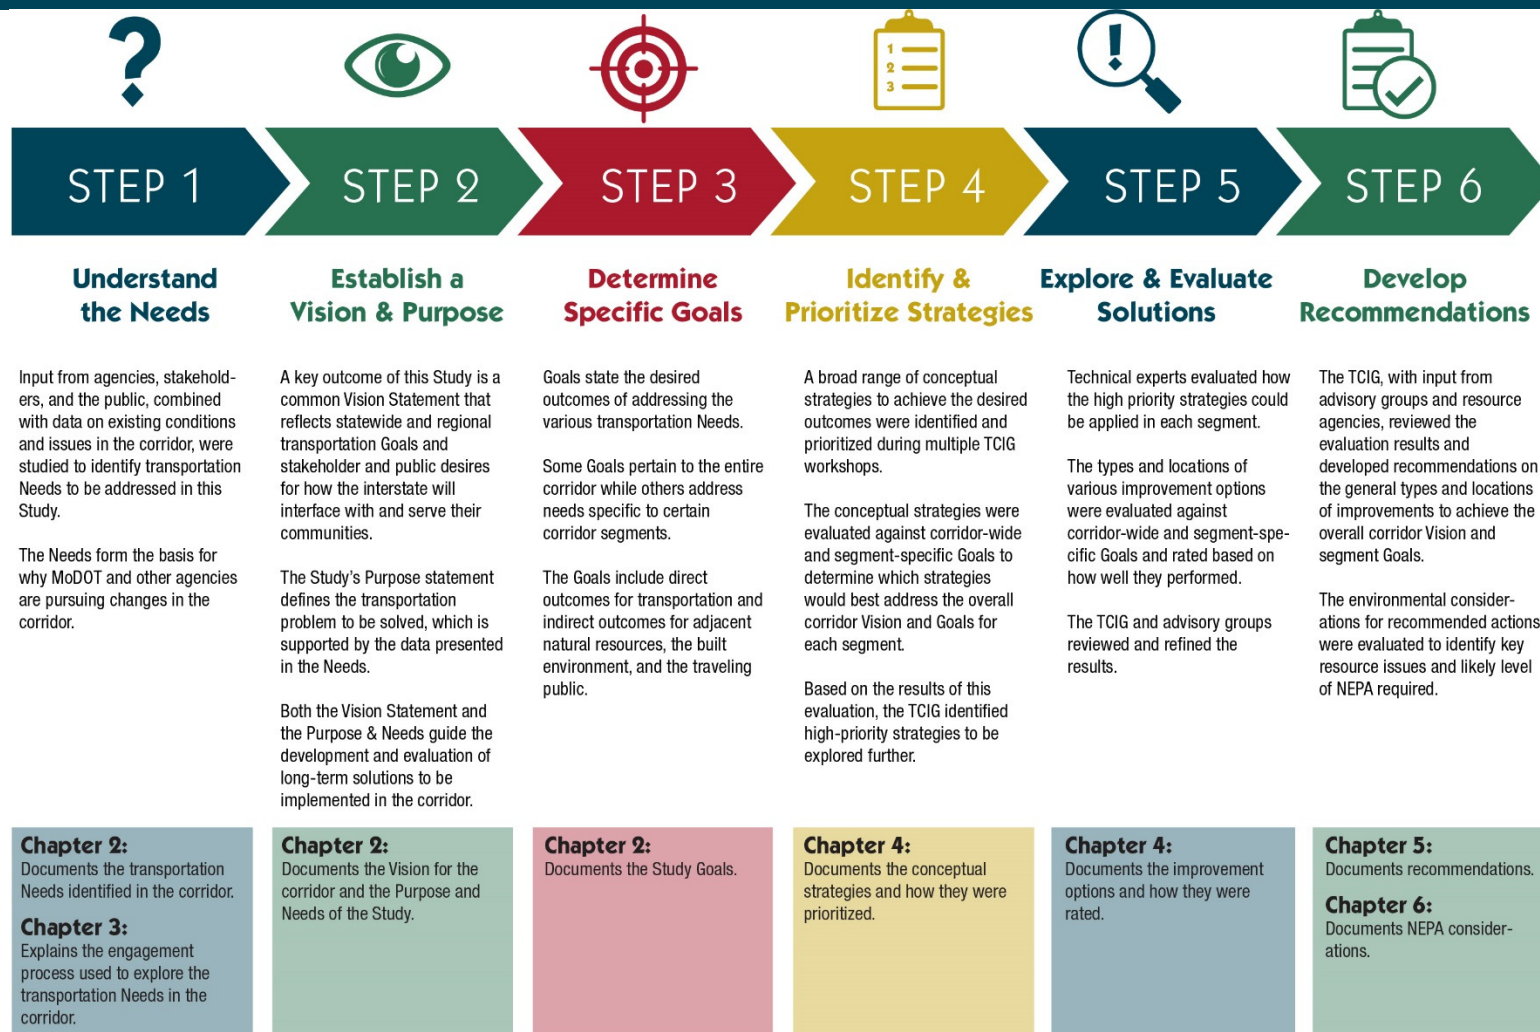 1
2
3
!
STEP 1
STEP 2
STEP 3
STEP 4
STEP 5
STEP 6
Understand
the Needs
Input from agencies, stakehold-
ers, and the public, combined
with data on existing conditions
and issues in the corridor, were
studied to identify transportation
Needs to be addressed in this
Study.
The Needs form the basis for
why MoDOT and other agencies
are pursuing changes in the
corridor.
Chapter 2:
Documents the transportation
Needs identified in the corridor.
Chapter 3:
Explains the engagement
process used to explore the
transportation Needs in the
corridor.
Establish a
Vision & Purpose
A key outcome of this Study is a
common Vision Statement that
reflects statewide and regional
transportation Goals and
stakeholder and public desires
for how the interstate will
interface with and serve their
communities.
The Study's Purpose statement
defines the transportation
problem to be solved, which is
supported by the data presented
in the Needs.
Both the Vision Statement and
the Purpose & Needs guide the
development and evaluation of
long-term solutions to be
implemented in the corridor.
Chapter 2:
Documents the Vision for the
corridor and the Purpose and
Needs of the Study.
Determine
Specific Goals
Goals state the desired
outcomes of addressing the
various transportation Needs.
Some Goals pertain to the entire
corridor while others address
needs specific to certain
corridor segments.
The Goals include direct
outcomes for transportation and
indirect outcomes for adjacent
natural resources, the built
environment, and the traveling
public.
Chapter 2:
Documents the Study Goals.
Identify &
Prioritize Strategies
A broad range of conceptual
strategies to achieve the desired
outcomes were identified and
prioritized during multiple TCIG
workshops.
The conceptual strategies were
evaluated against corridor-wide
and segment-specific Goals to
determine which strategies
would best address the overall
corridor Vision and Goals for
each segment.
Based on the results of this
evaluation, the TCIG identified
high-priority strategies to be
explored further.
Chapter 4:
Documents the conceptual
strategies and how they were
prioritized.
Explore & Evaluate
Solutions
Technical experts evaluated how
the high priority strategies could
be applied in each segment.
The types and locations of
various improvement options
were evaluated against
corridor-wide and segment-spe-
cific Goals and rated based on
how well they performed.
The TCIG and advisory groups
reviewed and refined the
results.
Chapter 4:
Documents the improvement
options and how they were
rated.
Develop
Recommendations
The TCIG, with input from
advisory groups and resource
agencies, reviewed the
evaluation results and
developed recommendations on
the general types and locations
of improvements to achieve the
overall corridor Vision and
segment Goals.
The environmental consider-
ations for recommended actions
were evaluated to identify key
resource issues and likely level
of NEPA required.
Chapter 5:
Documents recommendations.
Chapter 6:
Documents NEPA consider-
ations.